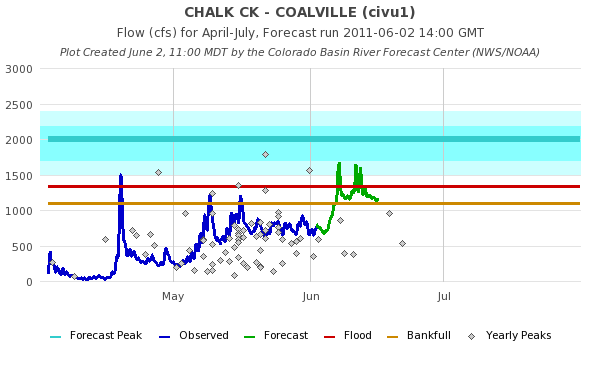 CHALK CK - COALVILLE (civu1)
Flow (cfs) for April-July, Forecast run 2011-06-02 14:00 GMT
Plot Created June 2, 11:00 MDT by the Colorado Basin River Forecast Center (NWS/NOAA)
3000
2500
2000
1500
1000
500
0
May Jun Jul
Forecast Peak Observed Forecast Flood Bankfull Yearly Peaks